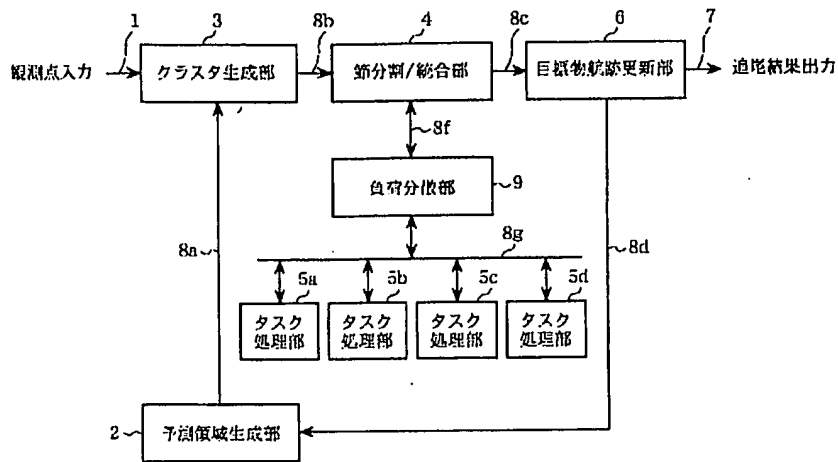 1
3
8b
4
8c
6
7
観測点入力
クラスタ生成部
節分割/統合部
目標物航跡更新部
追尾結果出力
8f
負荷分散部
9
8a
8g
8d
5a
5b
5c
5d
タスク
処理部
タスク
処理部
タスク
処理部
タスク
処理部
2
予測領域生成部